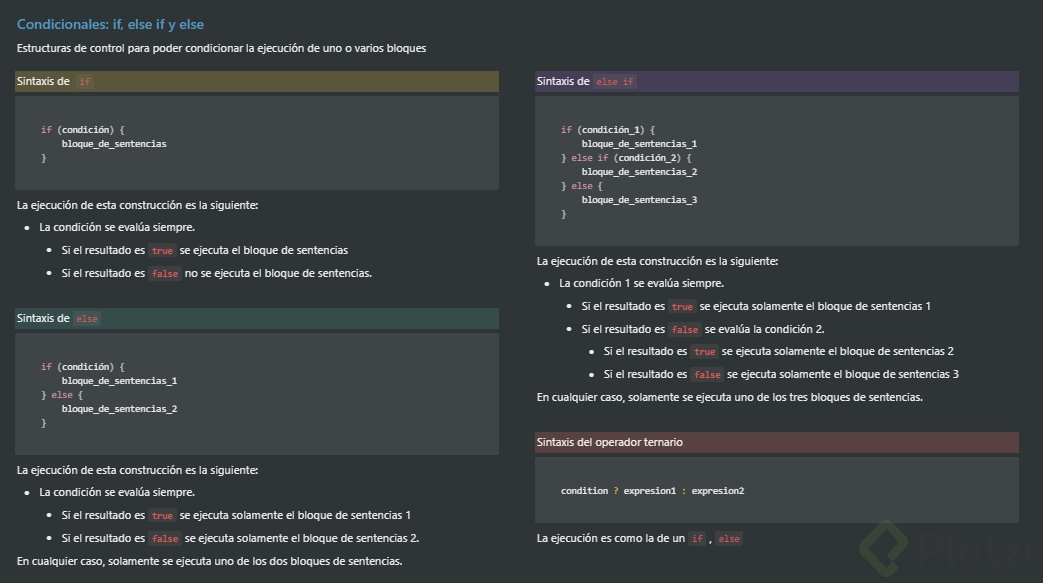 Condicionales: if, else if y else
Estructuras de control para poder condicionar la ejecución de uno o varios bloques
Sintaxis de if
if (condición) {
bloque_de_sentencias
}
La ejecución de esta construcción es la siguiente:
La condición se evalúa siempre.
Si el resultado es true se ejecuta el bloque de sentencias
Si el resultado es false no se ejecuta el bloque de sentencias.
Sintaxis de else
if (condición) {
bloque_de_sentencias_1
} else {
bloque_de_sentencias_2
}
La ejecución de esta construcción es la siguiente:
La condición se evalúa siempre.
Si el resultado es true se ejecuta solamente el bloque de sentencias 1
Si el resultado es false se ejecuta solamente el bloque de sentencias 2.
En cualquier caso, solamente se ejecuta uno de los dos bloques de sentencias.
Sintaxis de else if
if (condición_1) {
bloque_de_sentencias_1
} else if (condición_2) {
bloque_de_sentencias_2
} else {
bloque_de_sentencias_3
}
La ejecución de esta construcción es la siguiente:
La condición 1 se evalúa siempre.
Si el resultado es true se ejecuta solamente el bloque de sentencias 1
Si el resultado es false se evalúa la condición 2.
Si el resultado es true se ejecuta solamente el bloque de sentencias 2
Si el resultado es false se ejecuta solamente el bloque de sentencias 3
En cualquier caso, solamente se ejecuta uno de los tres bloques de sentencias.
Sintaxis del operador ternario
condition ? expresion1 : expresion2
La ejecución es como la de un if , else
Platzi